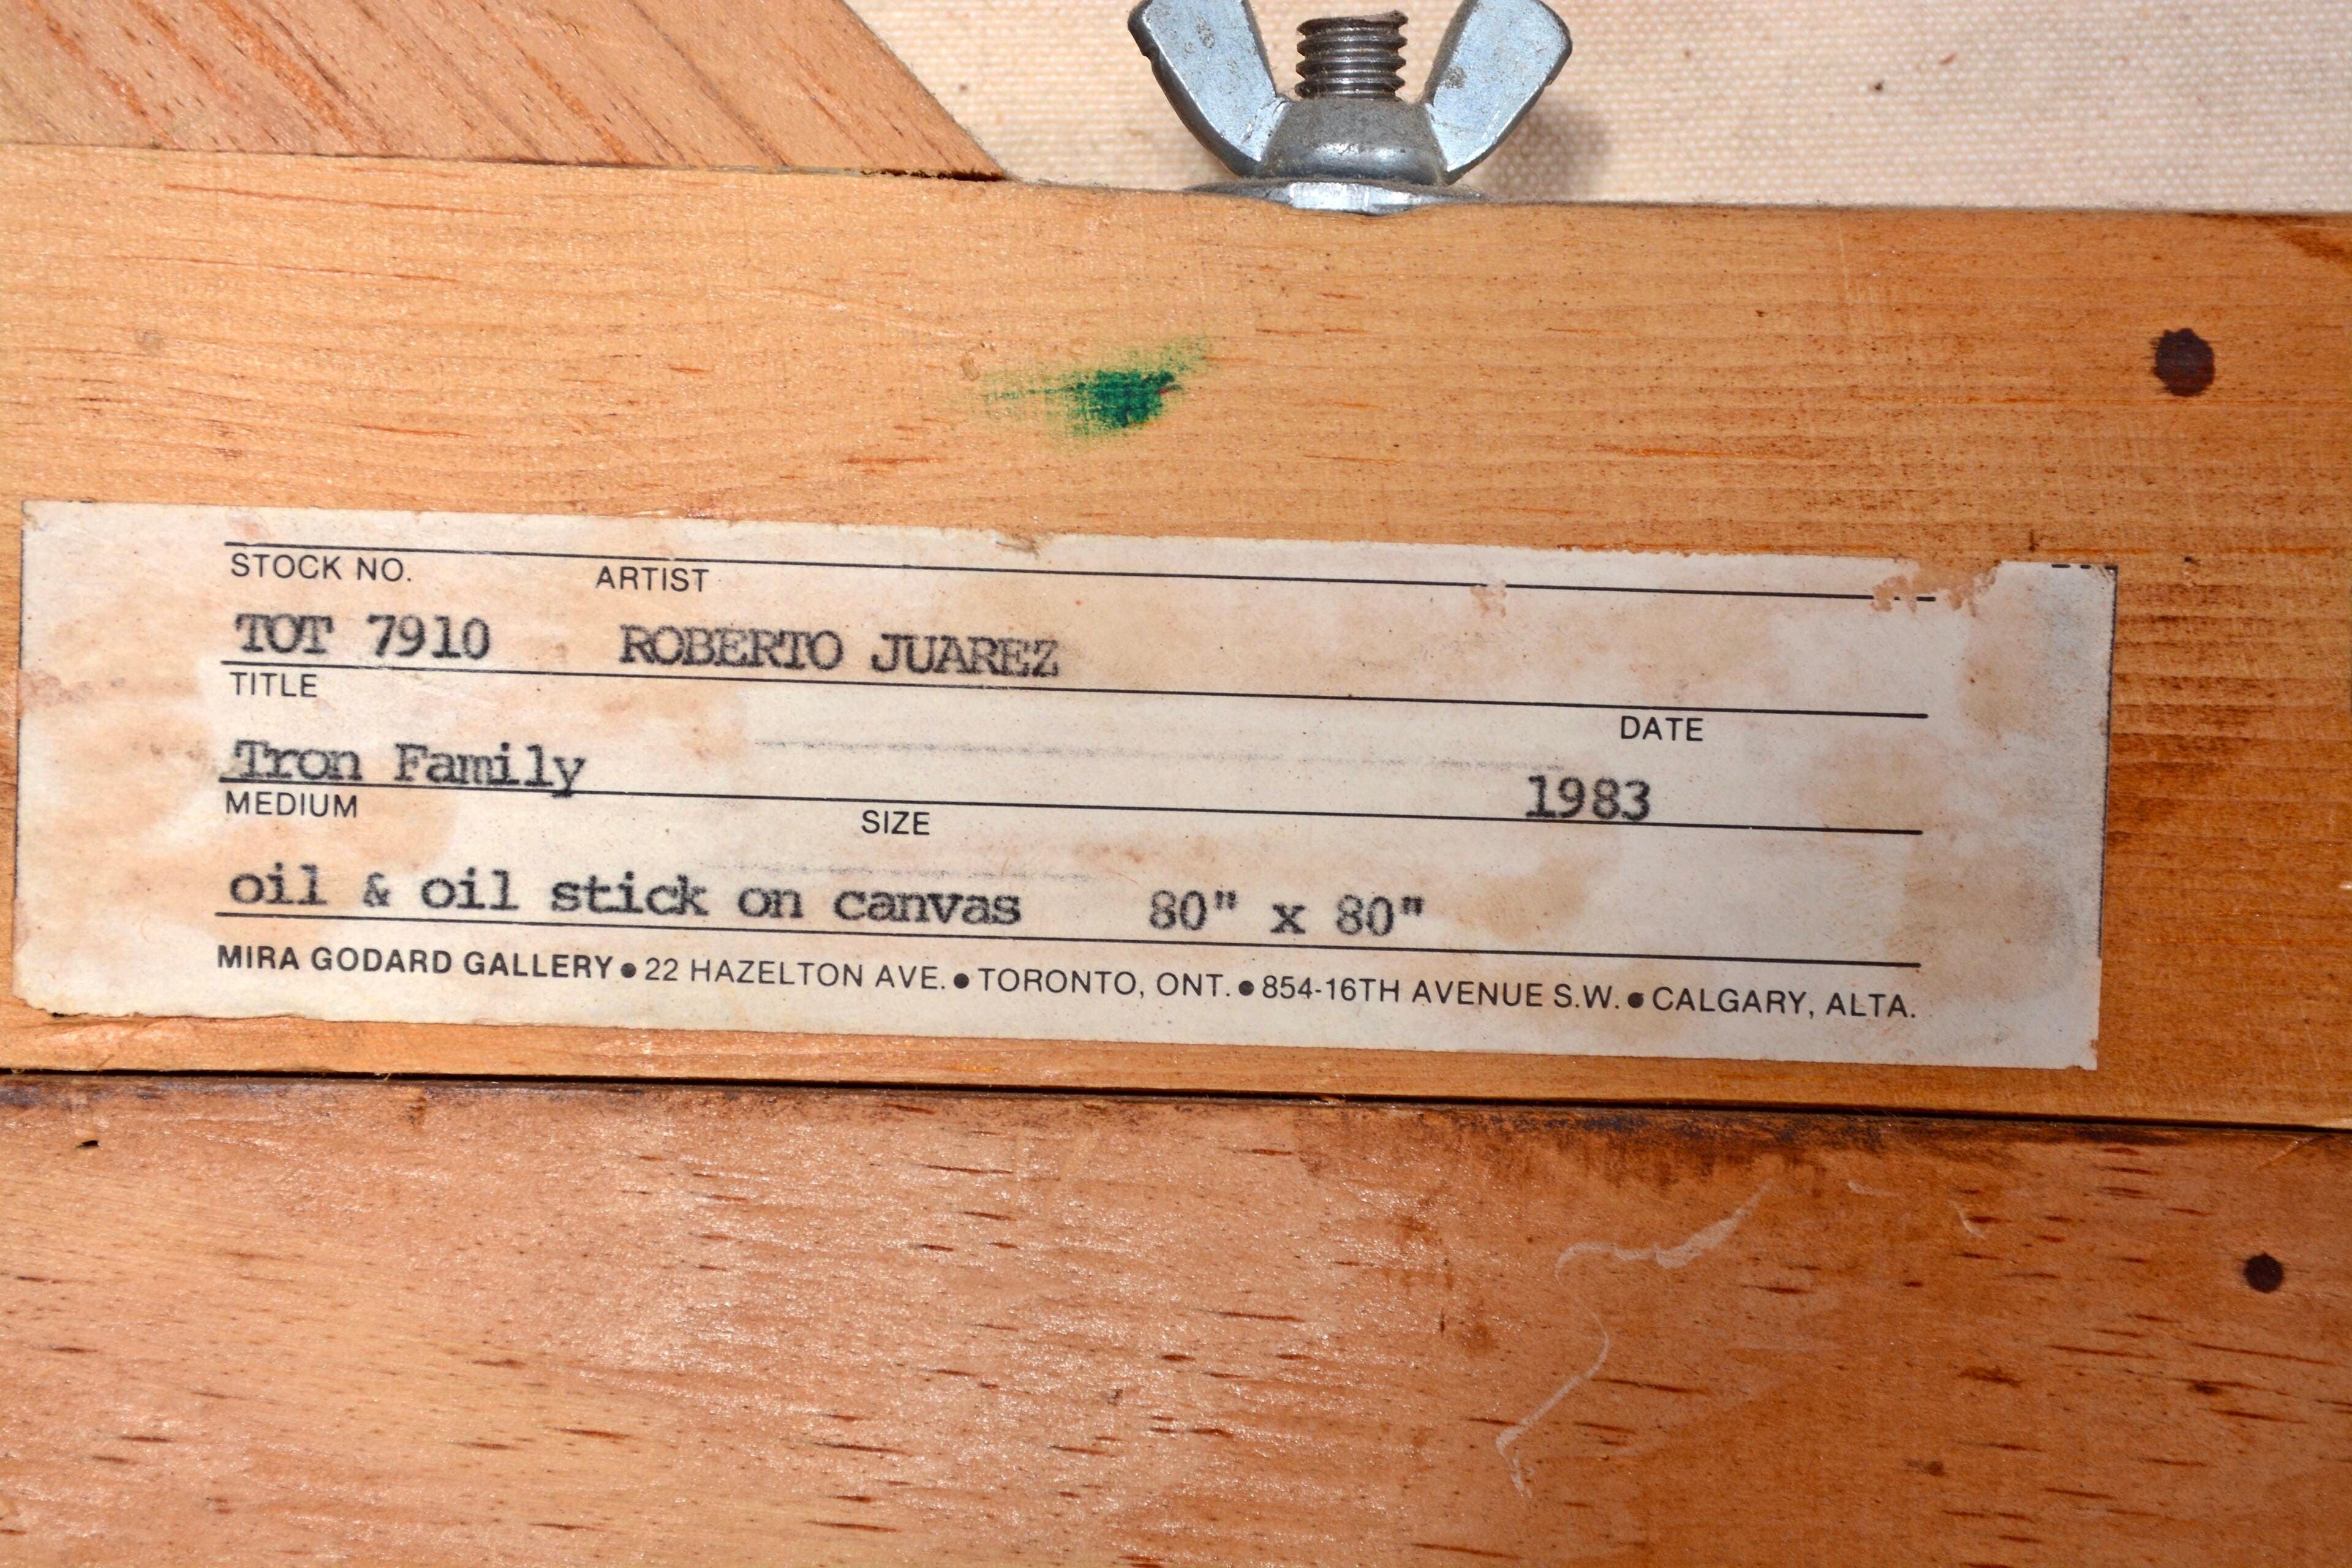 STOCK NO. ARTIST
TOT 7910 ROBERTO JUAREZ
TITLE DATE
Tron Family 1983
MEDIUM SIZE
oil & oil stick on canvas 80" x 80"
MIRA GODARD GALLERY ● 22 HAZELTON AVE. ● TORONTO, ONT. ● 854-16TH AVENUE S.W. ● CALGARY, ALTA.